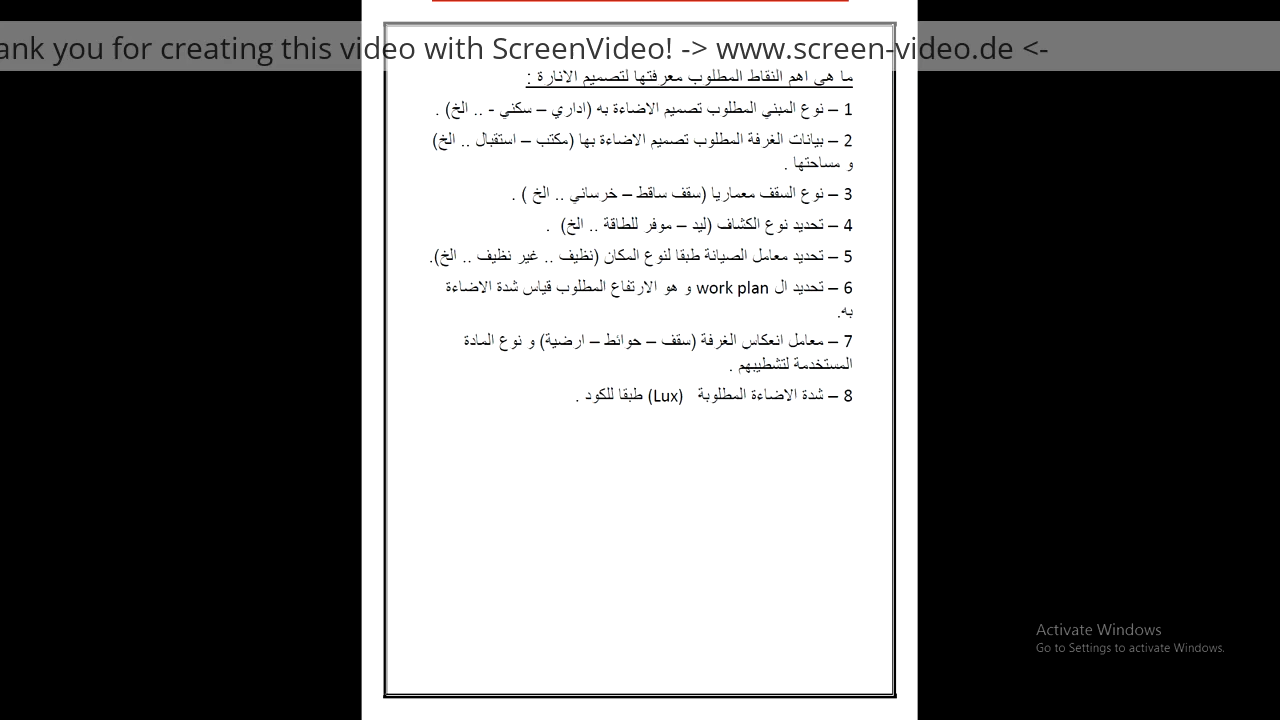 ank you for creating this video with ScreenVideo! -> www.screen-video.de <-
ما هي اهم النقاط المطلوب معرفتها لتصميم الانارة :
1 – نوع المبني المطلوب تصميم الاضاءة به (اداري – سكني - .. الخ) .
2 – بيانات الغرفة المطلوب تصميم الاضاءة بها (مكتب – استقبال .. الخ)
و مساحتها .
3 – نوع السقف معماريا (سقف ساقط – خرساني .. الخ ) .
4 – تحديد نوع الكشاف (ليد – موفر للطاقة .. الخ) .
5 – تحديد معامل الصيانة طبقا لنوع المكان (نظيف .. غير نظيف .. الخ).
6 – تحديد ال work plan و هو الارتفاع المطلوب قياس شدة الاضاءة
به.
7 – معامل انعكاس الغرفة (سقف – حوائط – ارضية) و نوع المادة
المستخدمة لتشطيبهم .
8 – شدة الاضاءة المطلوبة (Lux) طبقا للكود .
Activate Windows
Go to Settings to activate Windows.